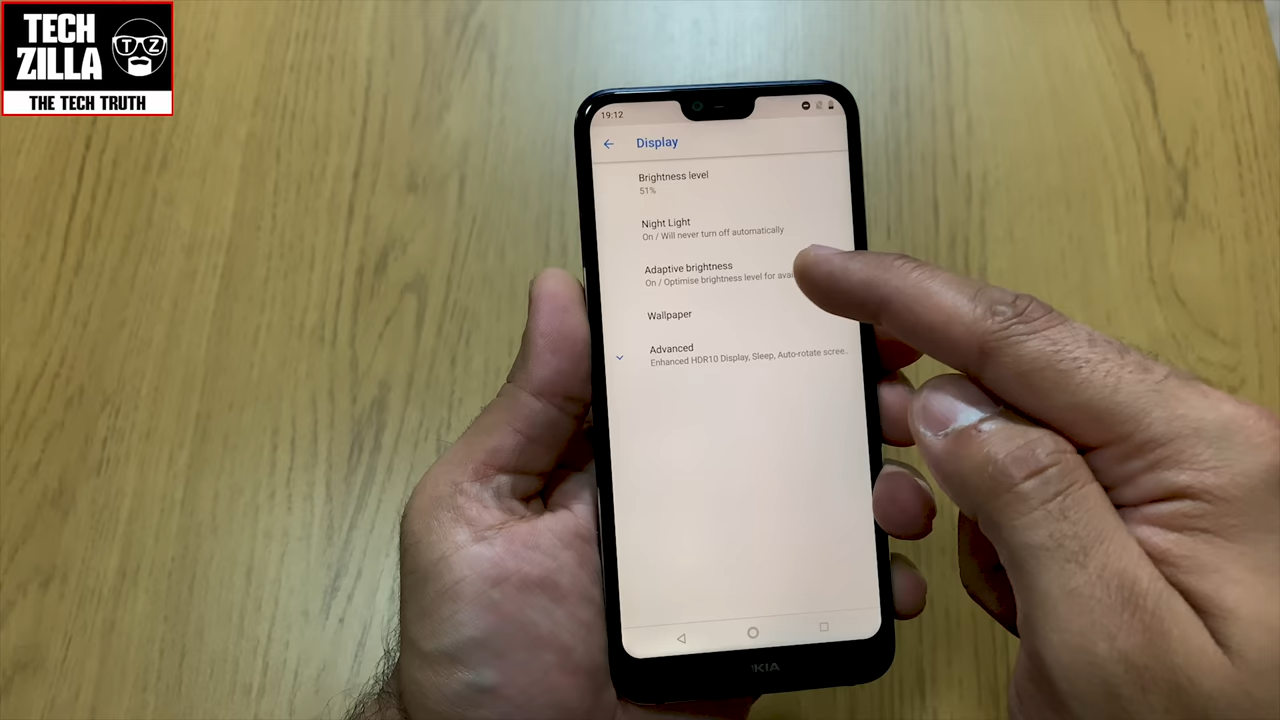 TECH
ZILLA
TZ
THE TECH TRUTH
19:12
Display
Brightness level
51%
Night Light
On / Will never turn off automatically
Adaptive brightness
On / Optimise brightness level for
Wallpaper
Advanced
Enhanced HDR10 Display, Sleep, Auto-rotate scree..